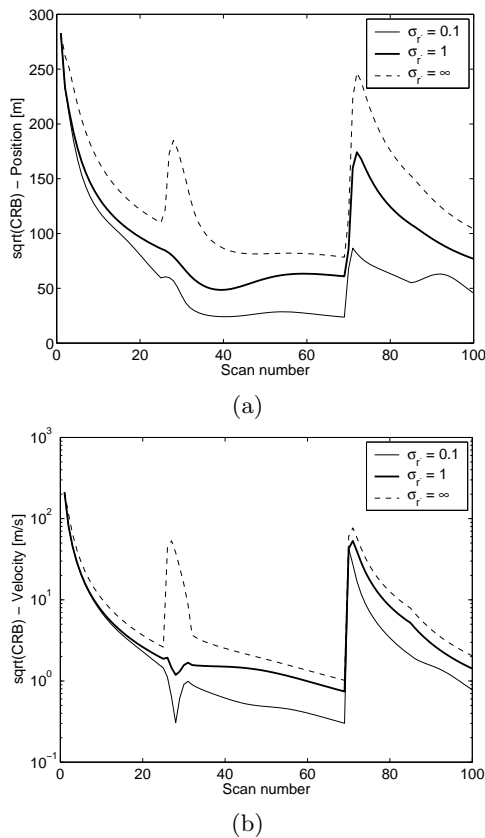 300
250
200
150
100
50
0
sqrt(CRB) – Position [m]
0 20 40 60 80 100
Scan number
σr· = 0.1
σr· = 1
σr· = ∞
(a)
10³
10²
10¹
10⁰
10⁻¹
sqrt(CRB) – Velocity [m/s]
0 20 40 60 80 100
Scan number
σr· = 0.1
σr· = 1
σr· = ∞
(b)